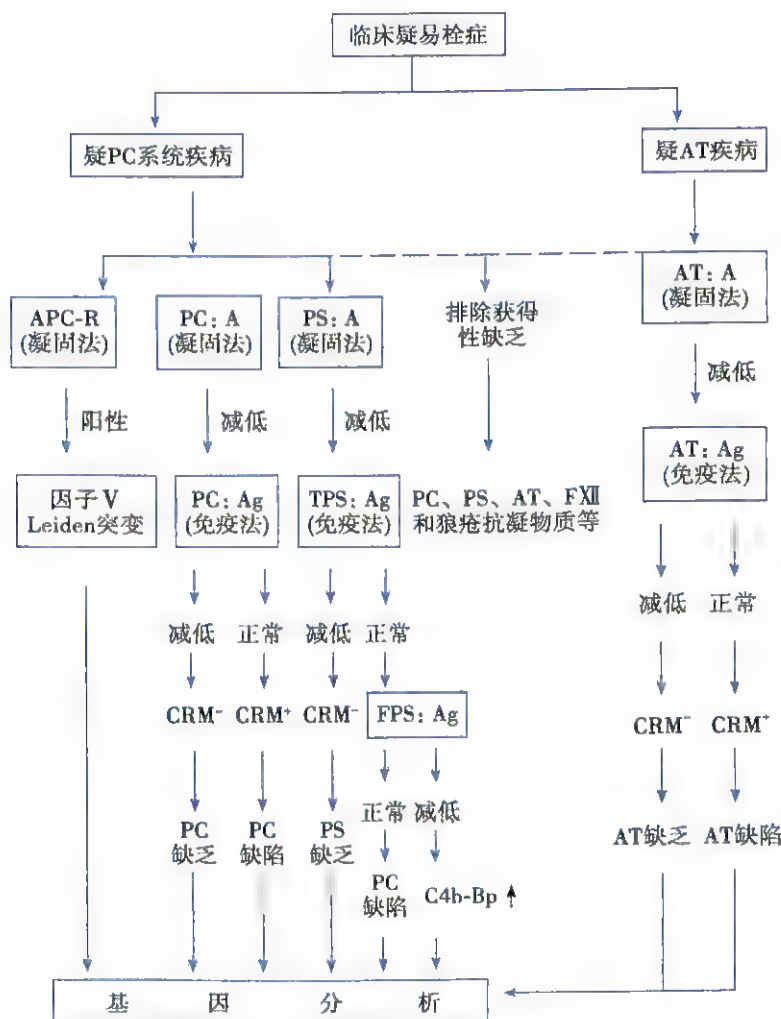 临床疑易栓症
疑PC系统疾病
疑AT疾病
APC-R
(凝固法)
PC: A
(凝固法)
PS: A
(凝固法)
排除获得
性缺乏
AT: A
(凝固法)
阳性
减低
减低
减低
因子Ⅴ
Leiden突变
PC: Ag
(免疫法)
TPS: Ag
(免疫法)
PC、PS、AT、FⅫ
和狼疮抗凝物质等
AT: Ag
(免疫法)
减低
正常
减低
正常
减低
正常
CRM⁻
CRM⁺
CRM⁻
FPS: Ag
CRM⁻
CRM⁺
正常
减低
PC
缺乏
PC
缺陷
PS
缺乏
AT缺乏
AT缺陷
PC
缺陷
C4b-Bp↑
基因分析